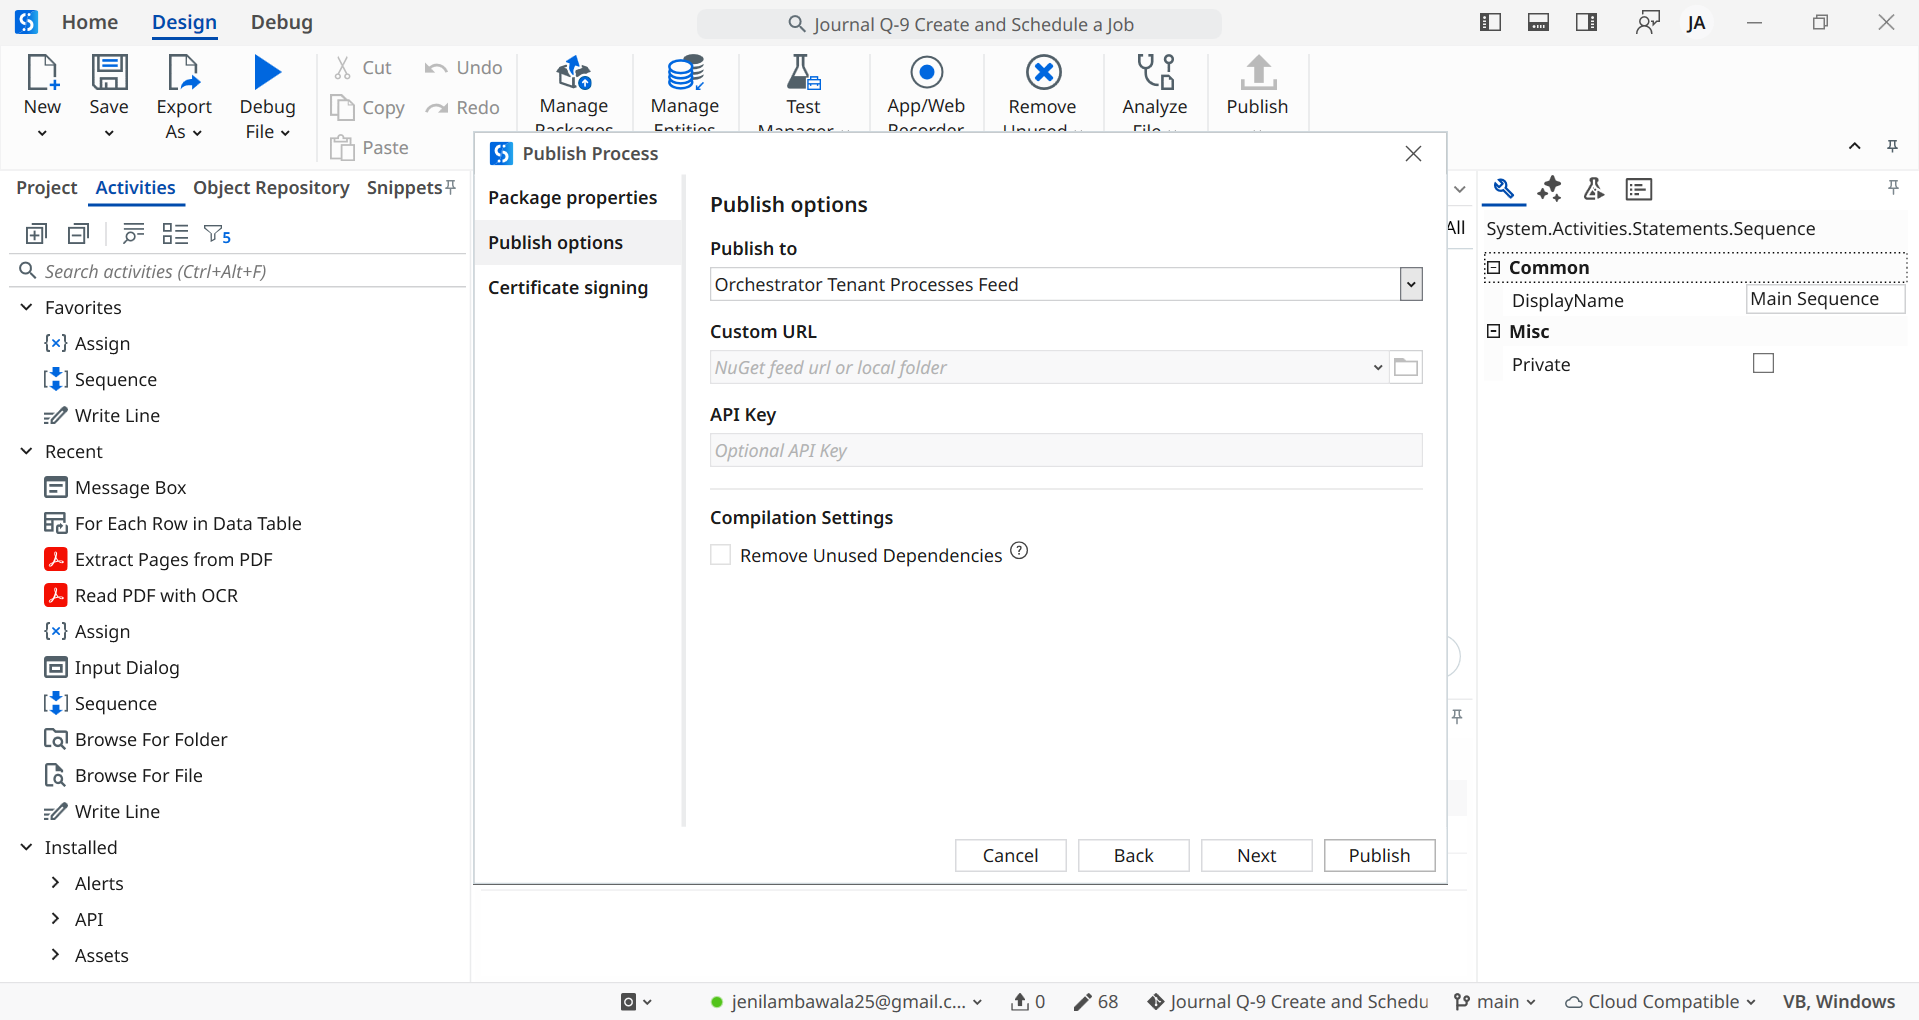 Home Design Debug
Journal Q-9 Create and Schedule a Job
JA
New
Save
Export
As
Debug
File
Cut
Copy
Paste
Undo
Redo
Manage
Packages
Manage
Entities
Test
Manager
App/Web
Recorder
Remove
Unused
Analyze
File
Publish
Project Activities Object Repository Snippets
5
Search activities (Ctrl+Alt+F)
Favorites
Assign
Sequence
Write Line
Recent
Message Box
For Each Row in Data Table
Extract Pages from PDF
Read PDF with OCR
Assign
Input Dialog
Sequence
Browse For Folder
Browse For File
Write Line
Installed
Alerts
API
Assets
Publish Process
Package properties
Publish options
Certificate signing
Publish options
Publish to
Orchestrator Tenant Processes Feed
Custom URL
NuGet feed url or local folder
API Key
Optional API Key
Compilation Settings
Remove Unused Dependencies
Cancel Back Next Publish
All
System.Activities.Statements.Sequence
Common
DisplayName Main Sequence
Misc
Private
jenilambawala25@gmail.c... 0 68 Journal Q-9 Create and Schedu main Cloud Compatible VB, Windows